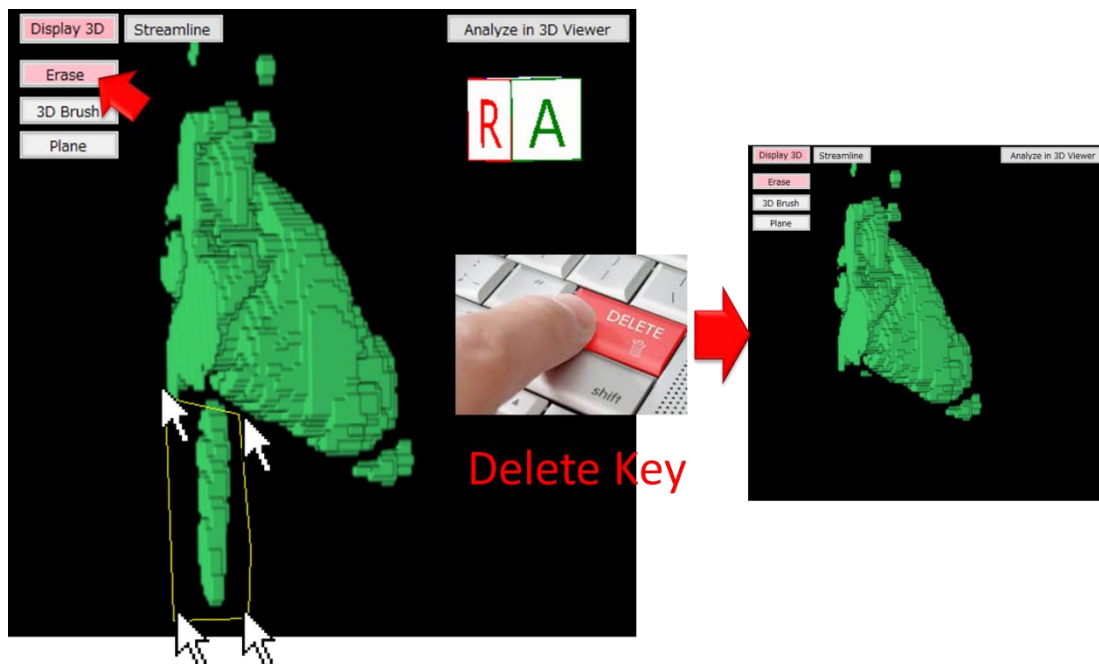 Display 3D
Streamline
Analyze in 3D Viewer
Erase
3D Brush
Plane
R
A
DELETE
shift
Delete Key
Display 3D
Streamline
Analyze in 3D Viewer
Erase
3D Brush
Plane